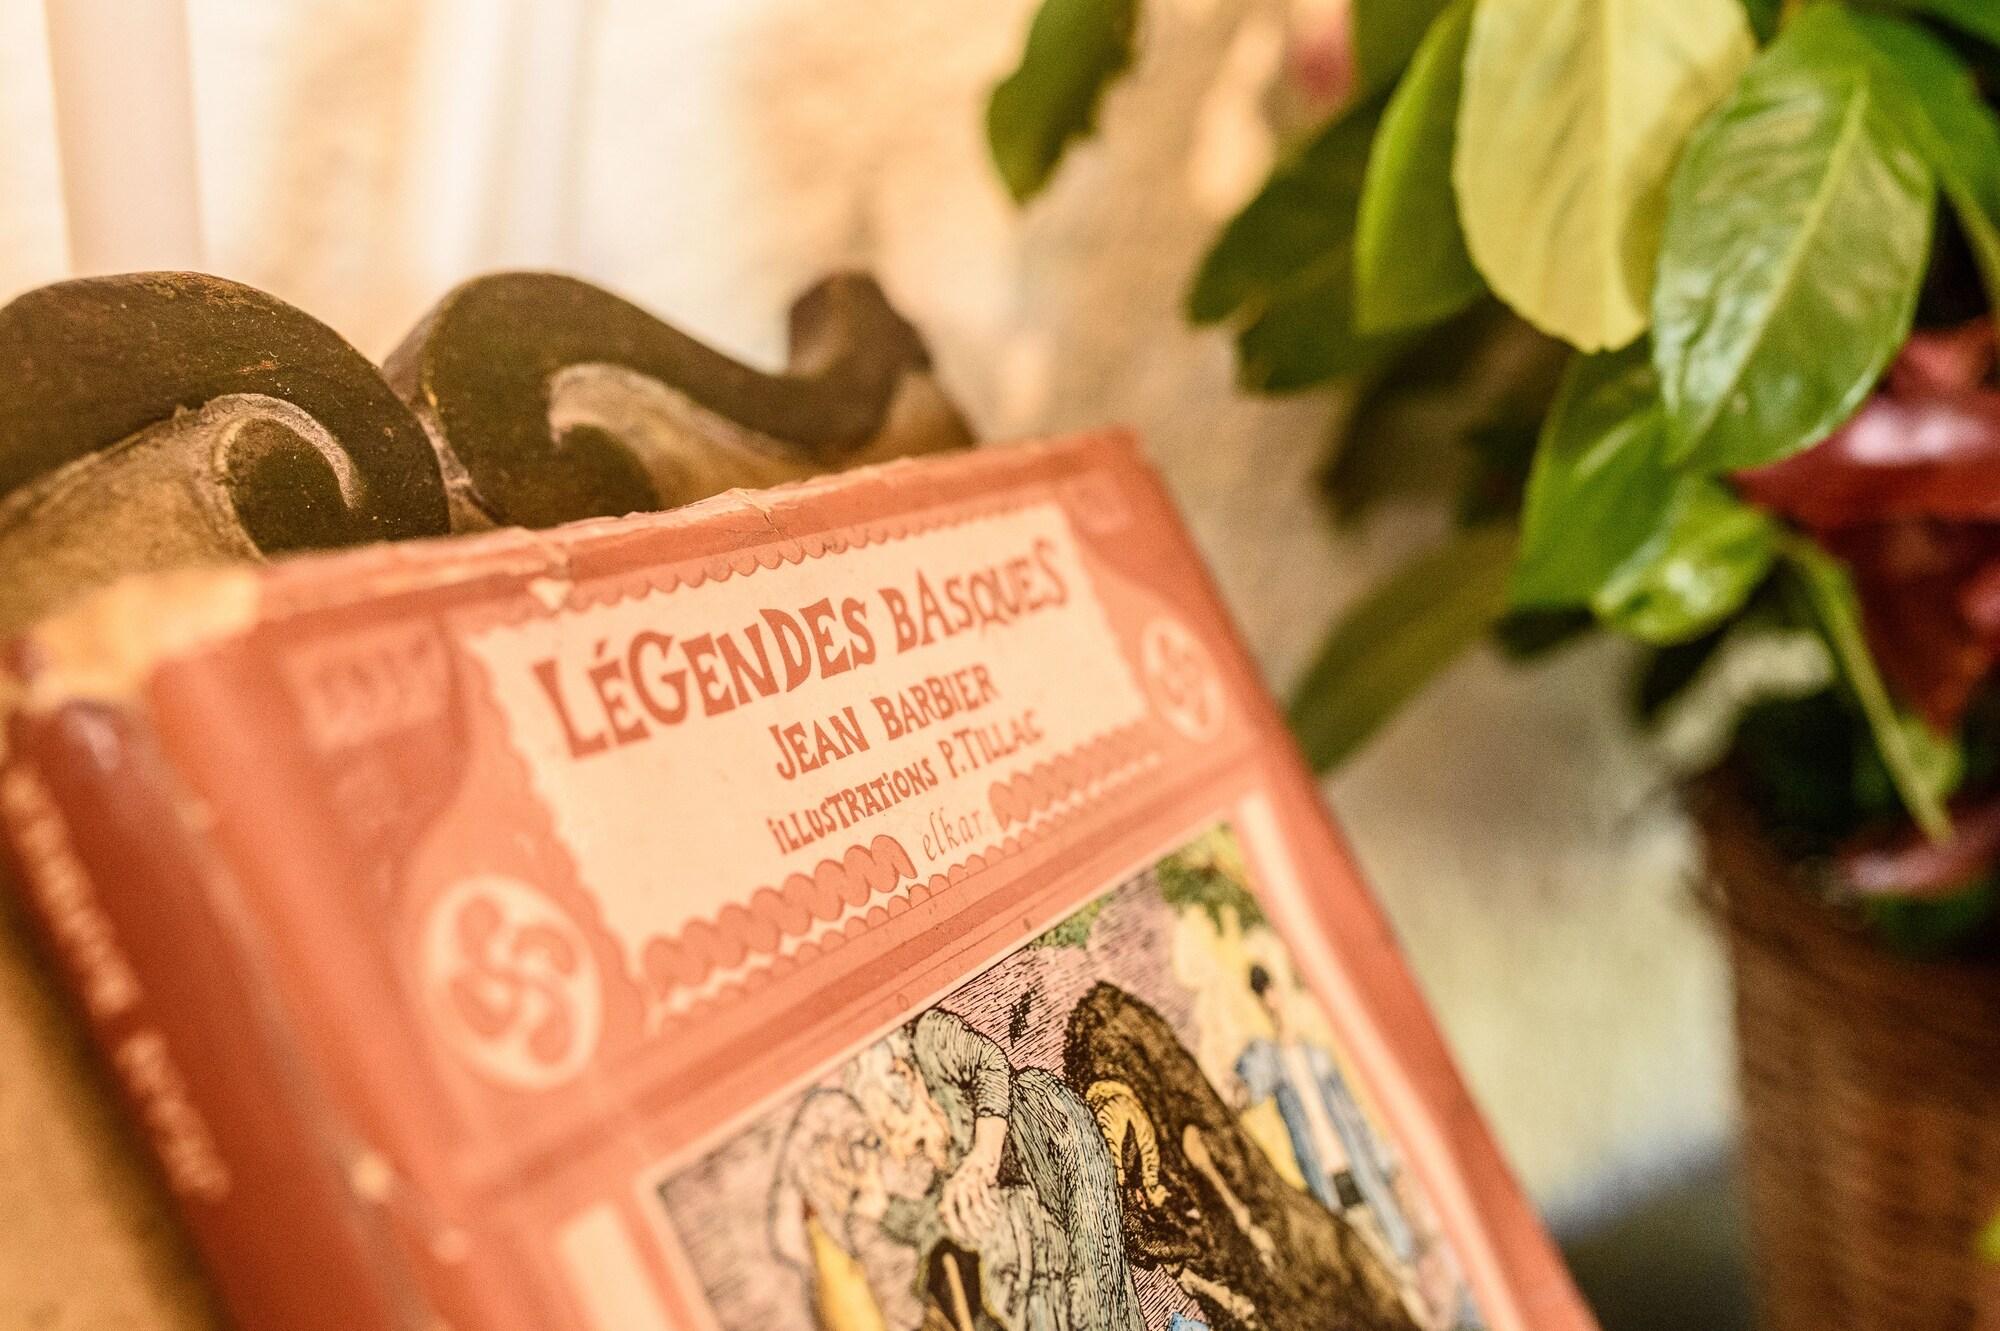 LÉGENDES BASQUES
JEAN BARBIER
iLLUSTRATiONS P.TiLLAC
elkar